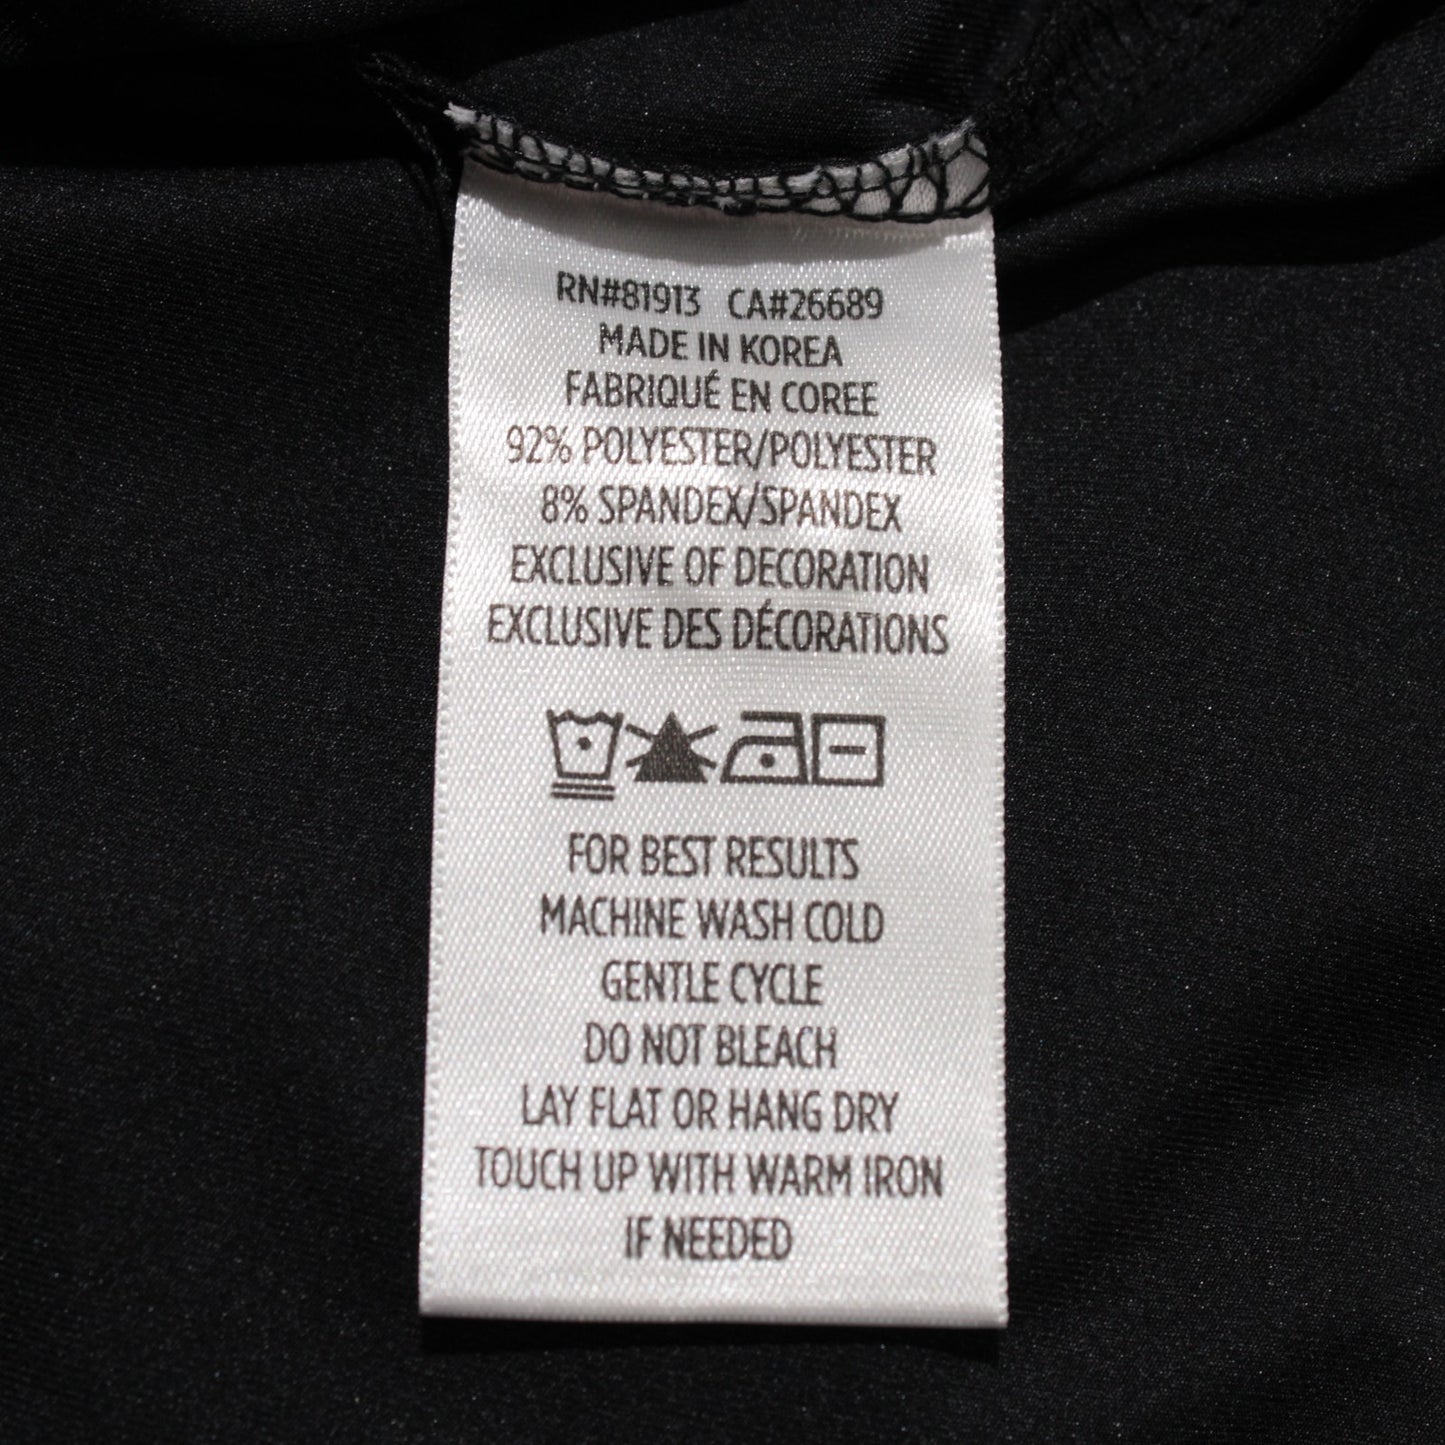 RN#81913 CA#26689
MADE IN KOREA
FABRIQUÉ EN COREE
92% POLYESTER/POLYESTER
8% SPANDEX/SPANDEX
EXCLUSIVE OF DECORATION
EXCLUSIVE DES DÉCORATIONS
FOR BEST RESULTS
MACHINE WASH COLD
GENTLE CYCLE
DO NOT BLEACH
LAY FLAT OR HANG DRY
TOUCH UP WITH WARM IRON
IF NEEDED